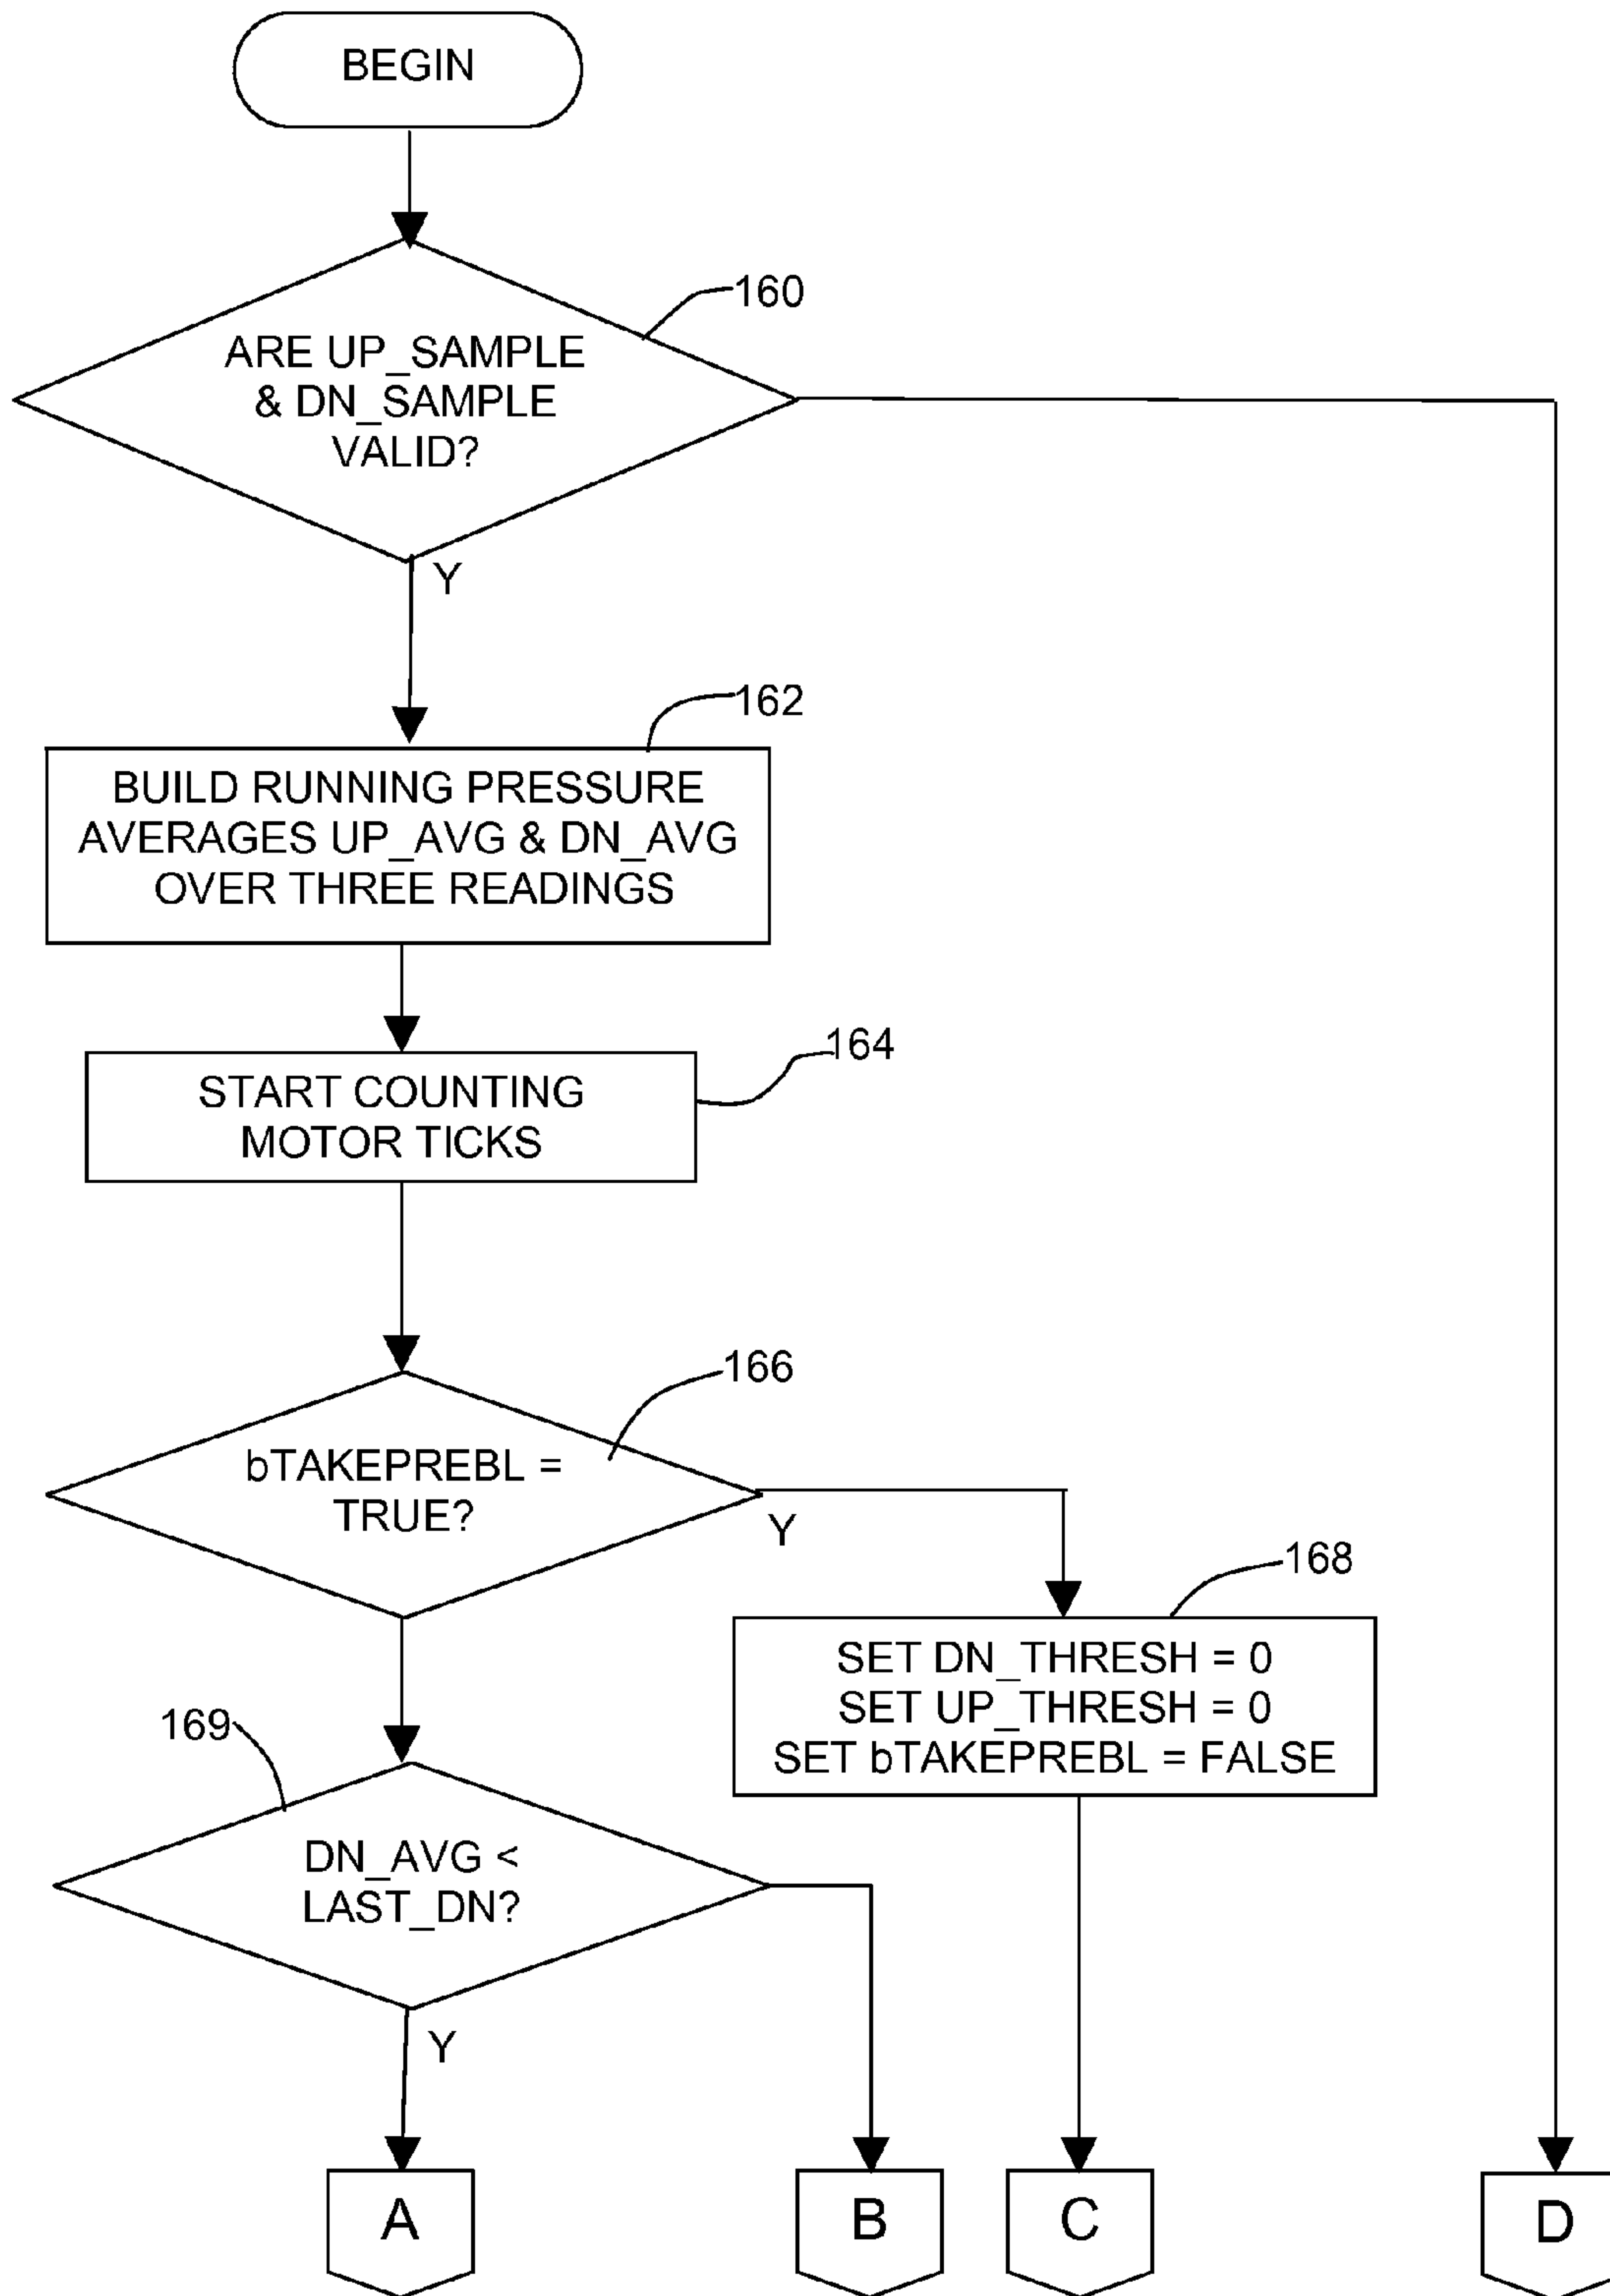 BEGIN
160
ARE UP_SAMPLE
& DN_SAMPLE
VALID?
Y
162
BUILD RUNNING PRESSURE
AVERAGES UP_AVG & DN_AVG
OVER THREE READINGS
164
START COUNTING
MOTOR TICKS
166
bTAKEPREBL =
TRUE?
Y
168
SET DN_THRESH = 0
SET UP_THRESH = 0
SET bTAKEPREBL = FALSE
169
DN_AVG <
LAST_DN?
Y
A
B
C
D